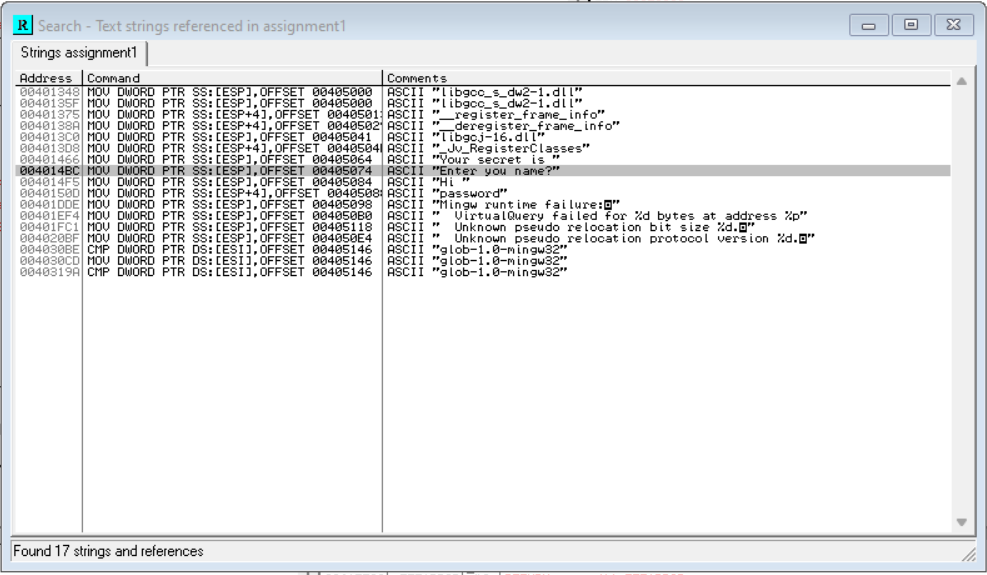 R Search - Text strings referenced in assignment1
Strings assignment1
Address Command Comments
00401348 MOV DWORD PTR SS:[ESP],OFFSET 00405000 ASCII "libgcc_s_dw2-1.dll"
0040135F MOV DWORD PTR SS:[ESP],OFFSET 00405000 ASCII "libgcc_s_dw2-1.dll"
00401375 MOV DWORD PTR SS:[ESP+4],OFFSET 0040501 ASCII "__register_frame_info"
0040138A MOV DWORD PTR SS:[ESP+4],OFFSET 0040502 ASCII "__deregister_frame_info"
004013C0 MOV DWORD PTR SS:[ESP],OFFSET 00405041 ASCII "libgcj-16.dll"
004013D8 MOV DWORD PTR SS:[ESP+4],OFFSET 0040504 ASCII "_Jv_RegisterClasses"
00401466 MOV DWORD PTR SS:[ESP],OFFSET 00405064 ASCII "Your secret is "
004014BC MOV DWORD PTR SS:[ESP],OFFSET 00405074 ASCII "Enter you name?"
004014F5 MOV DWORD PTR SS:[ESP],OFFSET 00405084 ASCII "Hi "
0040150D MOV DWORD PTR SS:[ESP+4],OFFSET 0040508 ASCII "password"
00401DDE MOV DWORD PTR SS:[ESP],OFFSET 00405098 ASCII "Mingw runtime failure:◙"
00401EF4 MOV DWORD PTR SS:[ESP],OFFSET 004050B0 ASCII "  VirtualQuery failed for %d bytes at address %p"
00401FC1 MOV DWORD PTR SS:[ESP],OFFSET 00405118 ASCII "  Unknown pseudo relocation bit size %d.◙"
004020BF MOV DWORD PTR SS:[ESP],OFFSET 004050E4 ASCII "  Unknown pseudo relocation protocol version %d.◙"
004030BE CMP DWORD PTR DS:[ESI],OFFSET 00405146 ASCII "glob-1.0-mingw32"
004030CD MOV DWORD PTR DS:[ESI],OFFSET 00405146 ASCII "glob-1.0-mingw32"
0040319A CMP DWORD PTR DS:[ESI],OFFSET 00405146 ASCII "glob-1.0-mingw32"
Found 17 strings and references